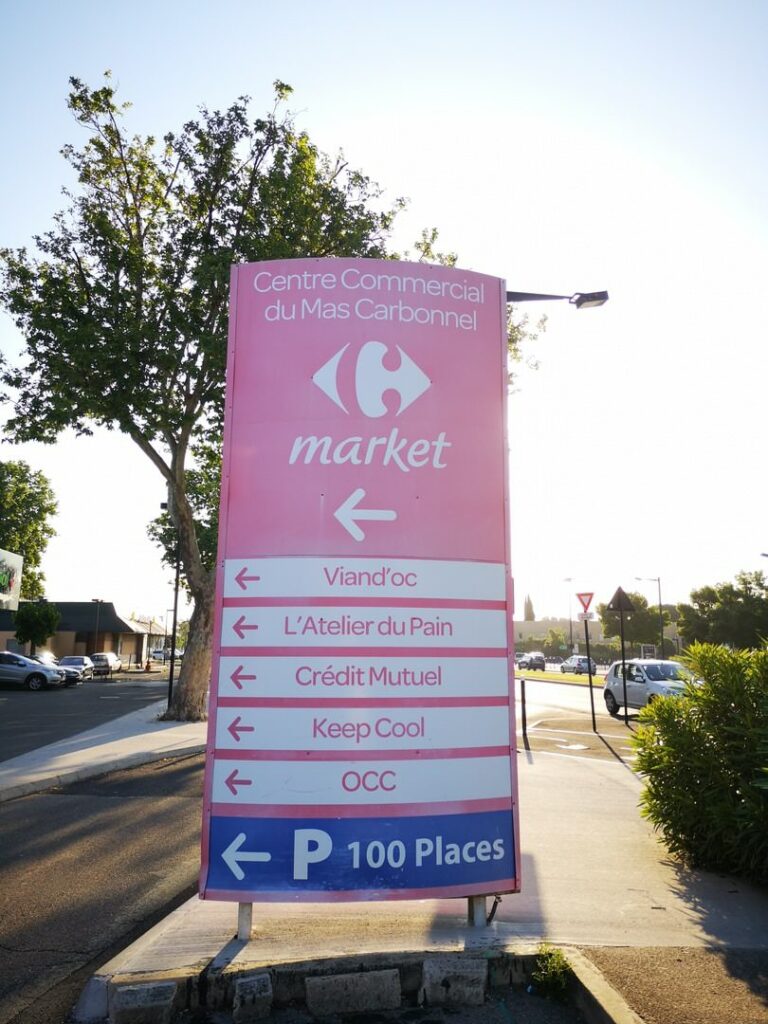 Centre Commercial
du Mas Carbonnel
market
Viand'oc
L'Atelier du Pain
Crédit Mutuel
Keep Cool
OCC
P 100 Places